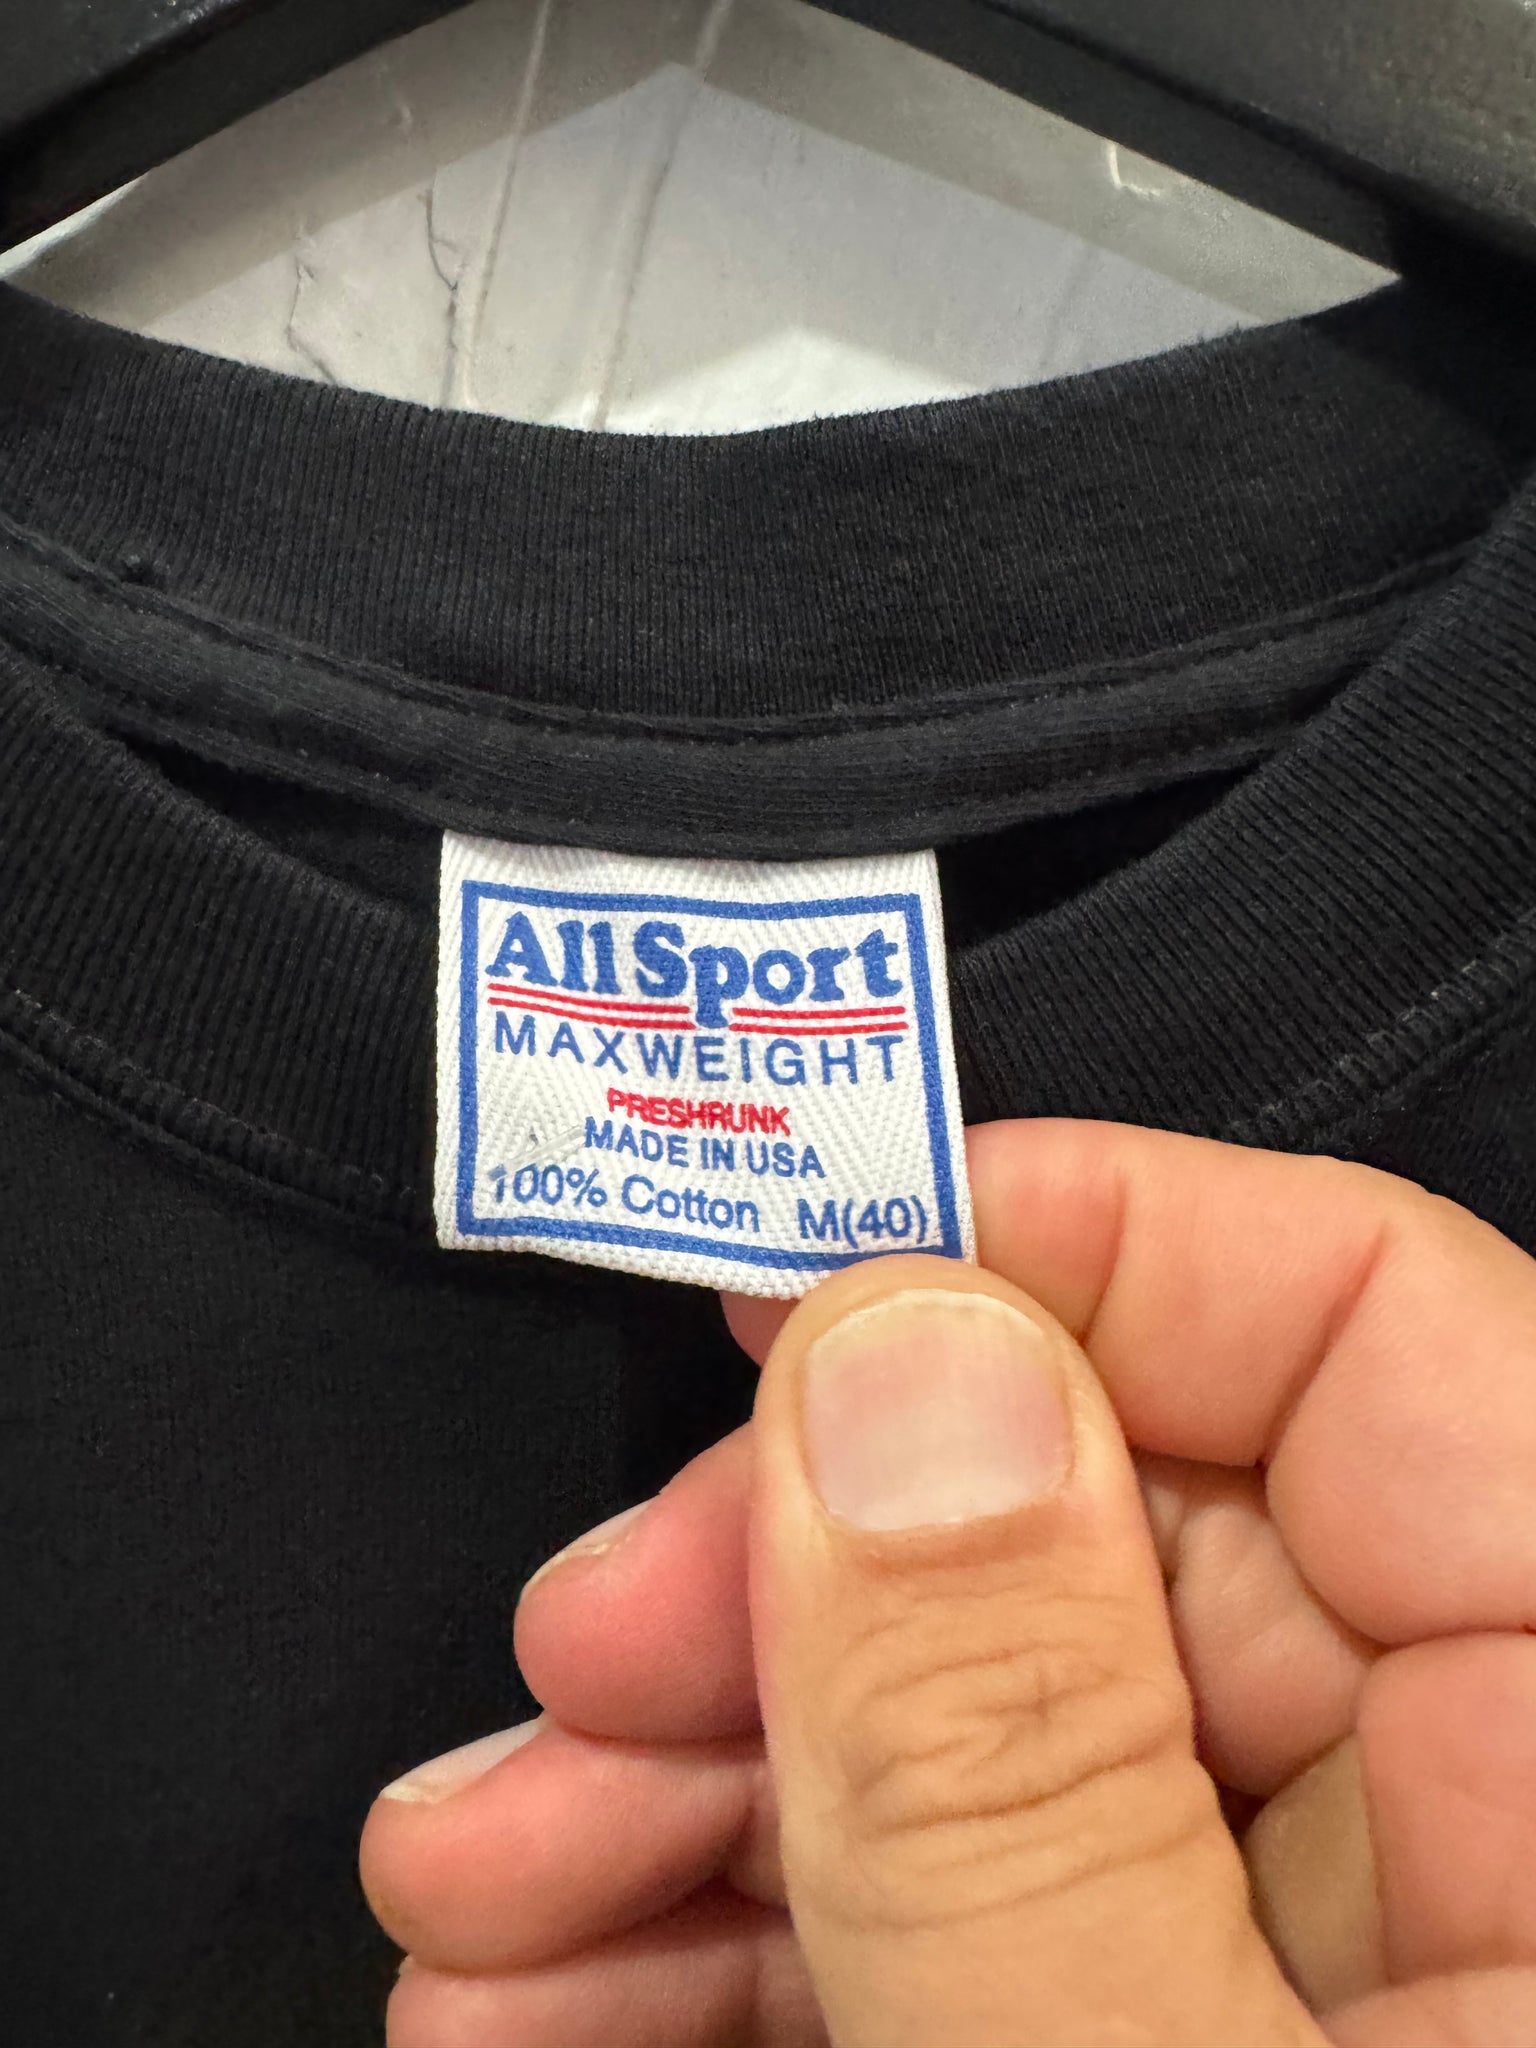 All Sport
MAXWEIGHT
PRESHRUNK
MADE IN USA
100% Cotton M(40)